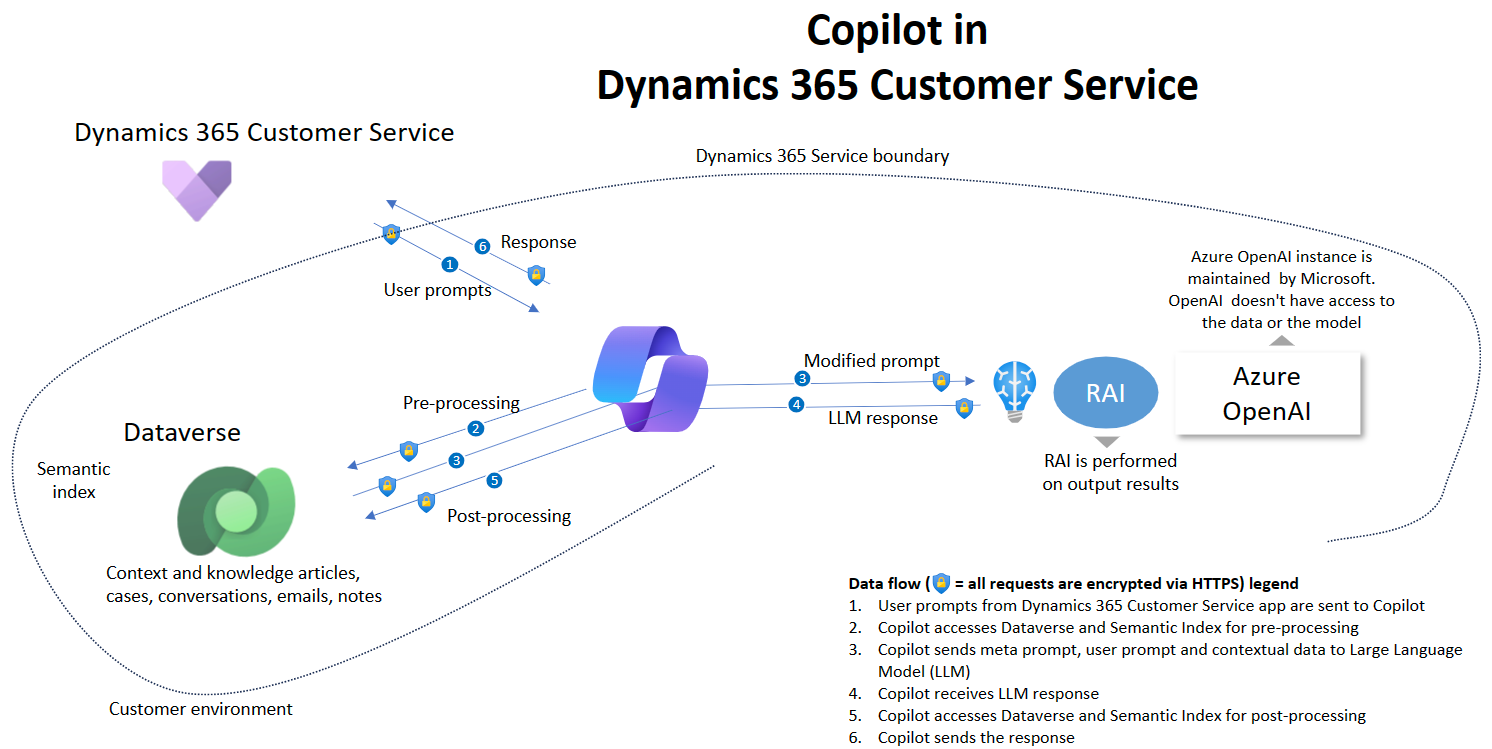 Copilot in
Dynamics 365 Customer Service
Dynamics 365 Customer Service
Dynamics 365 Service boundary
6
Response
1
User prompts
Azure OpenAI instance is
maintained by Microsoft.
OpenAI doesn't have access to
the data or the model
Modified prompt
3
4
LLM response
RAI
Azure
OpenAI
RAI is performed
on output results
Pre-processing
2
3
5
Post-processing
Dataverse
Semantic
index
Context and knowledge articles,
cases, conversations, emails, notes
Customer environment
Data flow ( = all requests are encrypted via HTTPS) legend
1. User prompts from Dynamics 365 Customer Service app are sent to Copilot
2. Copilot accesses Dataverse and Semantic Index for pre-processing
3. Copilot sends meta prompt, user prompt and contextual data to Large Language
Model (LLM)
4. Copilot receives LLM response
5. Copilot accesses Dataverse and Semantic Index for post-processing
6. Copilot sends the response